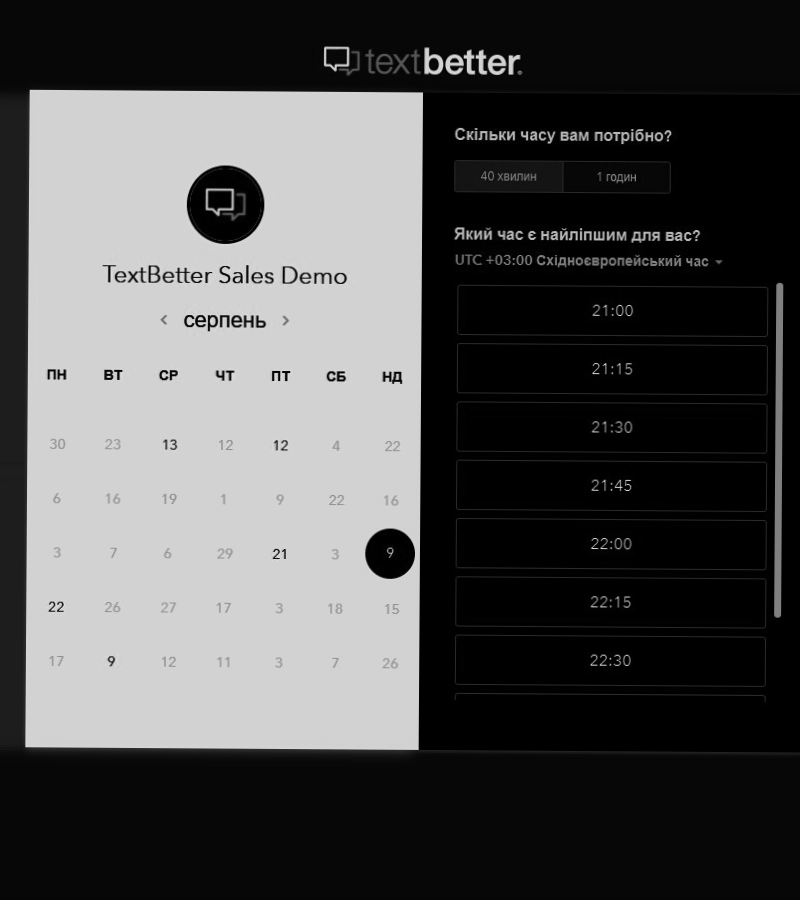 textbetter.
TextBetter Sales Demo
серпень
ПН ВТ СР ЧТ ПТ СБ НД
30 23 13 12 12 4 22
6 16 19 1 9 22 16
3 7 6 29 21 3 9
22 26 27 17 3 18 15
17 9 12 11 3 7 26
Скільки часу вам потрібно?
40 хвилин 1 годин
Який час є найліпшим для вас?
UTC +03:00 Східноєвропейський час
21:00
21:15
21:30
21:45
22:00
22:15
22:30